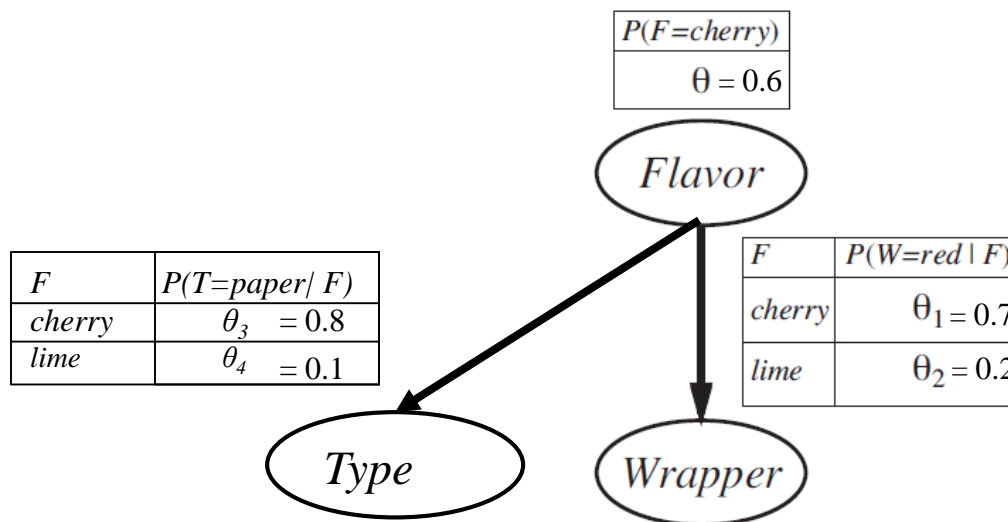 P(F=cherry)
θ = 0.6
Flavor
F P(W=red | F)
cherry θ1 = 0.7
lime θ2 = 0.2
F P(T=paper| F)
cherry θ3 = 0.8
lime θ4 = 0.1
Type
Wrapper